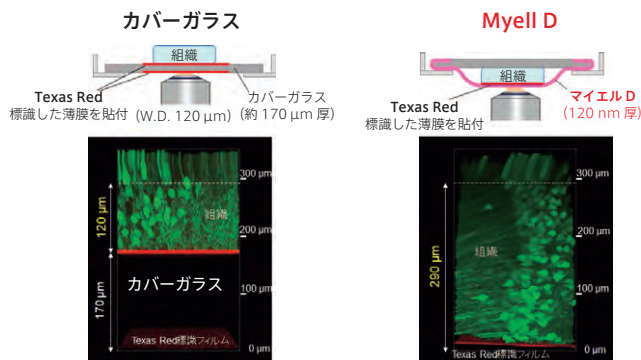 カバーガラス
組織
Texas Red
標識した薄膜を貼付
(W.D. 120 μm)
カバーガラス
(約 170 μm 厚)
300 μm
120 μm
組織
200 μm
カバーガラス
170 μm
100 μm
Texas Red標識フィルム
0 μm
Myell D
組織
Texas Red
標識した薄膜を貼付
マイエル D
(120 nm 厚)
300 μm
組織
200 μm
290 μm
100 μm
0 μm
Texas Red標識フィルム